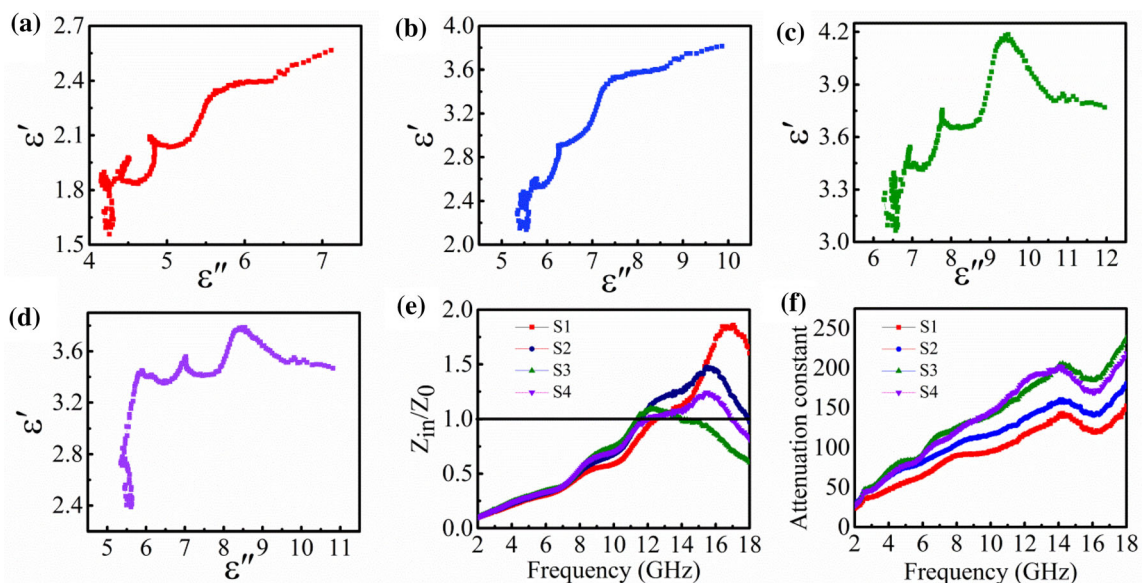 (a)
2.7
2.4
2.1
1.8
1.5
ε′
4 5 6 7
ε″
(b)
4.0
3.6
3.2
2.8
2.4
2.0
ε′
5 6 7 8 9 10
ε″
(c)
4.2
3.9
3.6
3.3
3.0
ε′
6 7 8 9 10 11 12
ε″
(d)
3.6
3.2
2.8
2.4
ε′
5 6 7 8 9 10 11
ε″
(e)
2.0
1.5
1.0
0.5
0.0
Zin/Z0
S1
S2
S3
S4
2 4 6 8 10 12 14 16 18
Frequency (GHz)
(f)
250
200
150
100
50
0
Attenuation constant
S1
S2
S3
S4
2 4 6 8 10 12 14 16 18
Frequency (GHz)